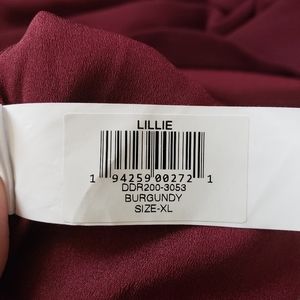 LILLIE
1 94259 00272 1
DDR200-3053
BURGUNDY
SIZE-XL